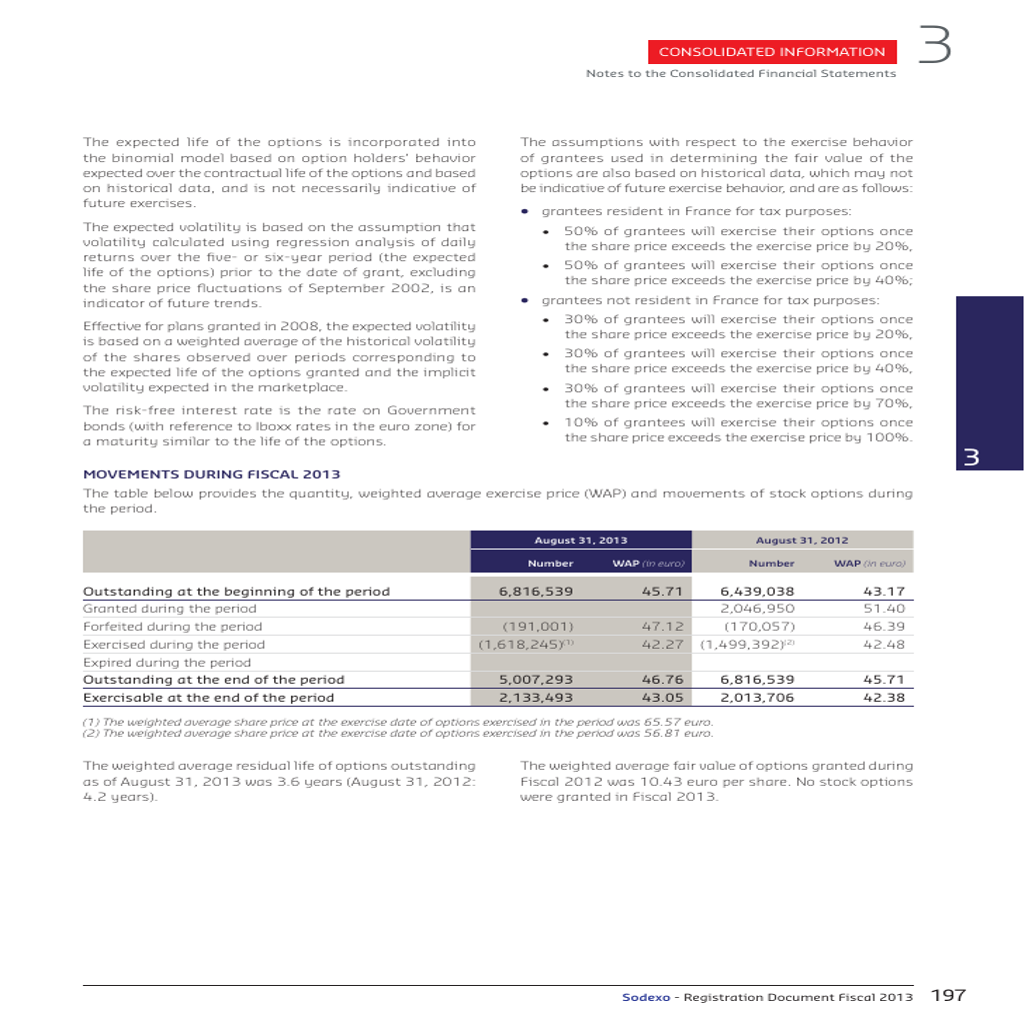 CONSOLIDATED INFORMATION 3
Notes to the Consolidated Financial Statements
The expected life of the options is incorporated into
the binomial model based on option holders' behavior
expected over the contractual life of the options and based
on historical data, and is not necessarily indicative of
future exercises.
The expected volatility is based on the assumption that
volatility calculated using regression analysis of daily
returns over the five- or six-year period (the expected
life of the options) prior to the date of grant, excluding
the share price fluctuations of September 2002, is an
indicator of future trends.
Effective for plans granted in 2008, the expected volatility
is based on a weighted average of the historical volatility
of the shares observed over periods corresponding to
the expected life of the options granted and the implicit
volatility expected in the marketplace.
The risk-free interest rate is the rate on Government
bonds (with reference to Iboxx rates in the euro zone) for
a maturity similar to the life of the options.
The assumptions with respect to the exercise behavior
of grantees used in determining the fair value of the
options are also based on historical data, which may not
be indicative of future exercise behavior, and are as follows:
• grantees resident in France for tax purposes:
• 50% of grantees will exercise their options once
the share price exceeds the exercise price by 20%,
• 50% of grantees will exercise their options once
the share price exceeds the exercise price by 40%;
• grantees not resident in France for tax purposes:
• 30% of grantees will exercise their options once
the share price exceeds the exercise price by 20%,
• 30% of grantees will exercise their options once
the share price exceeds the exercise price by 40%,
• 30% of grantees will exercise their options once
the share price exceeds the exercise price by 70%,
• 10% of grantees will exercise their options once
the share price exceeds the exercise price by 100%.
3
MOVEMENTS DURING FISCAL 2013
The table below provides the quantity, weighted average exercise price (WAP) and movements of stock options during
the period.
August 31, 2013 August 31, 2012
Number WAP (in euro) Number WAP (in euro)
Outstanding at the beginning of the period 6,816,539 45.71 6,439,038 43.17
Granted during the period 2,046,950 51.40
Forfeited during the period (191,001) 47.12 (170,057) 46.39
Exercised during the period (1,618,245)(1) 42.27 (1,499,392)(2) 42.48
Expired during the period
Outstanding at the end of the period 5,007,293 46.76 6,816,539 45.71
Exercisable at the end of the period 2,133,493 43.05 2,013,706 42.38
(1) The weighted average share price at the exercise date of options exercised in the period was 65.57 euro.
(2) The weighted average share price at the exercise date of options exercised in the period was 56.81 euro.
The weighted average residual life of options outstanding
as of August 31, 2013 was 3.6 years (August 31, 2012:
4.2 years).
The weighted average fair value of options granted during
Fiscal 2012 was 10.43 euro per share. No stock options
were granted in Fiscal 2013.
Sodexo - Registration Document Fiscal 2013 197